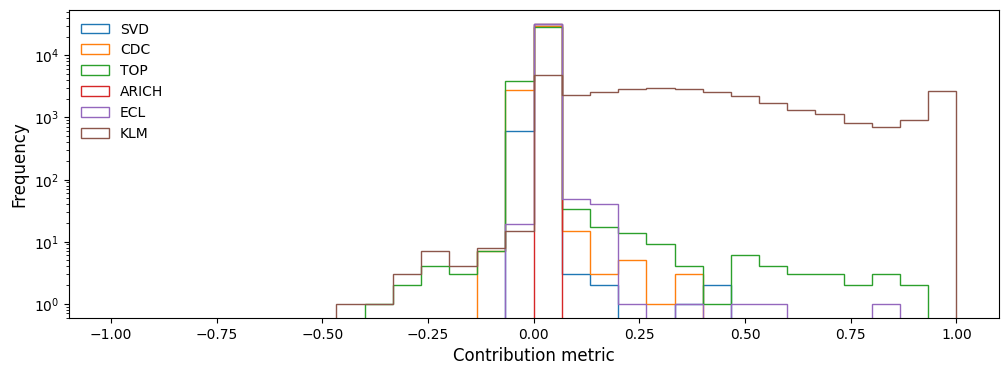 SVD
CDC
TOP
ARICH
ECL
KLM
Frequency
10⁴
10³
10²
10¹
10⁰
−1.00 −0.75 −0.50 −0.25 0.00 0.25 0.50 0.75 1.00
Contribution metric